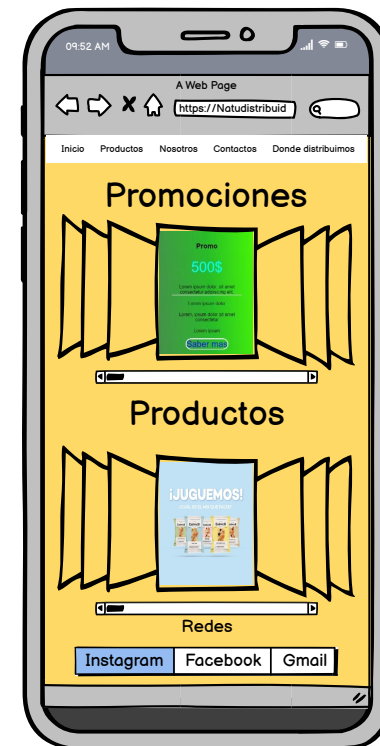 09:52 AM
A Web Page
https://Natudistribuid
Inicio Productos Nosotros Contactos Donde distribuimos
Promociones
Promo
500$
Lorem ipsum dolor, sit amet
consectetur adipiscing elit.
Lorem ipsum dolor
Lorem, ipsum dolor sit amet
consectetur
Lorem ipsum
Saber mas
Productos
¡JUGUEMOS!
Redes
Instagram Facebook Gmail